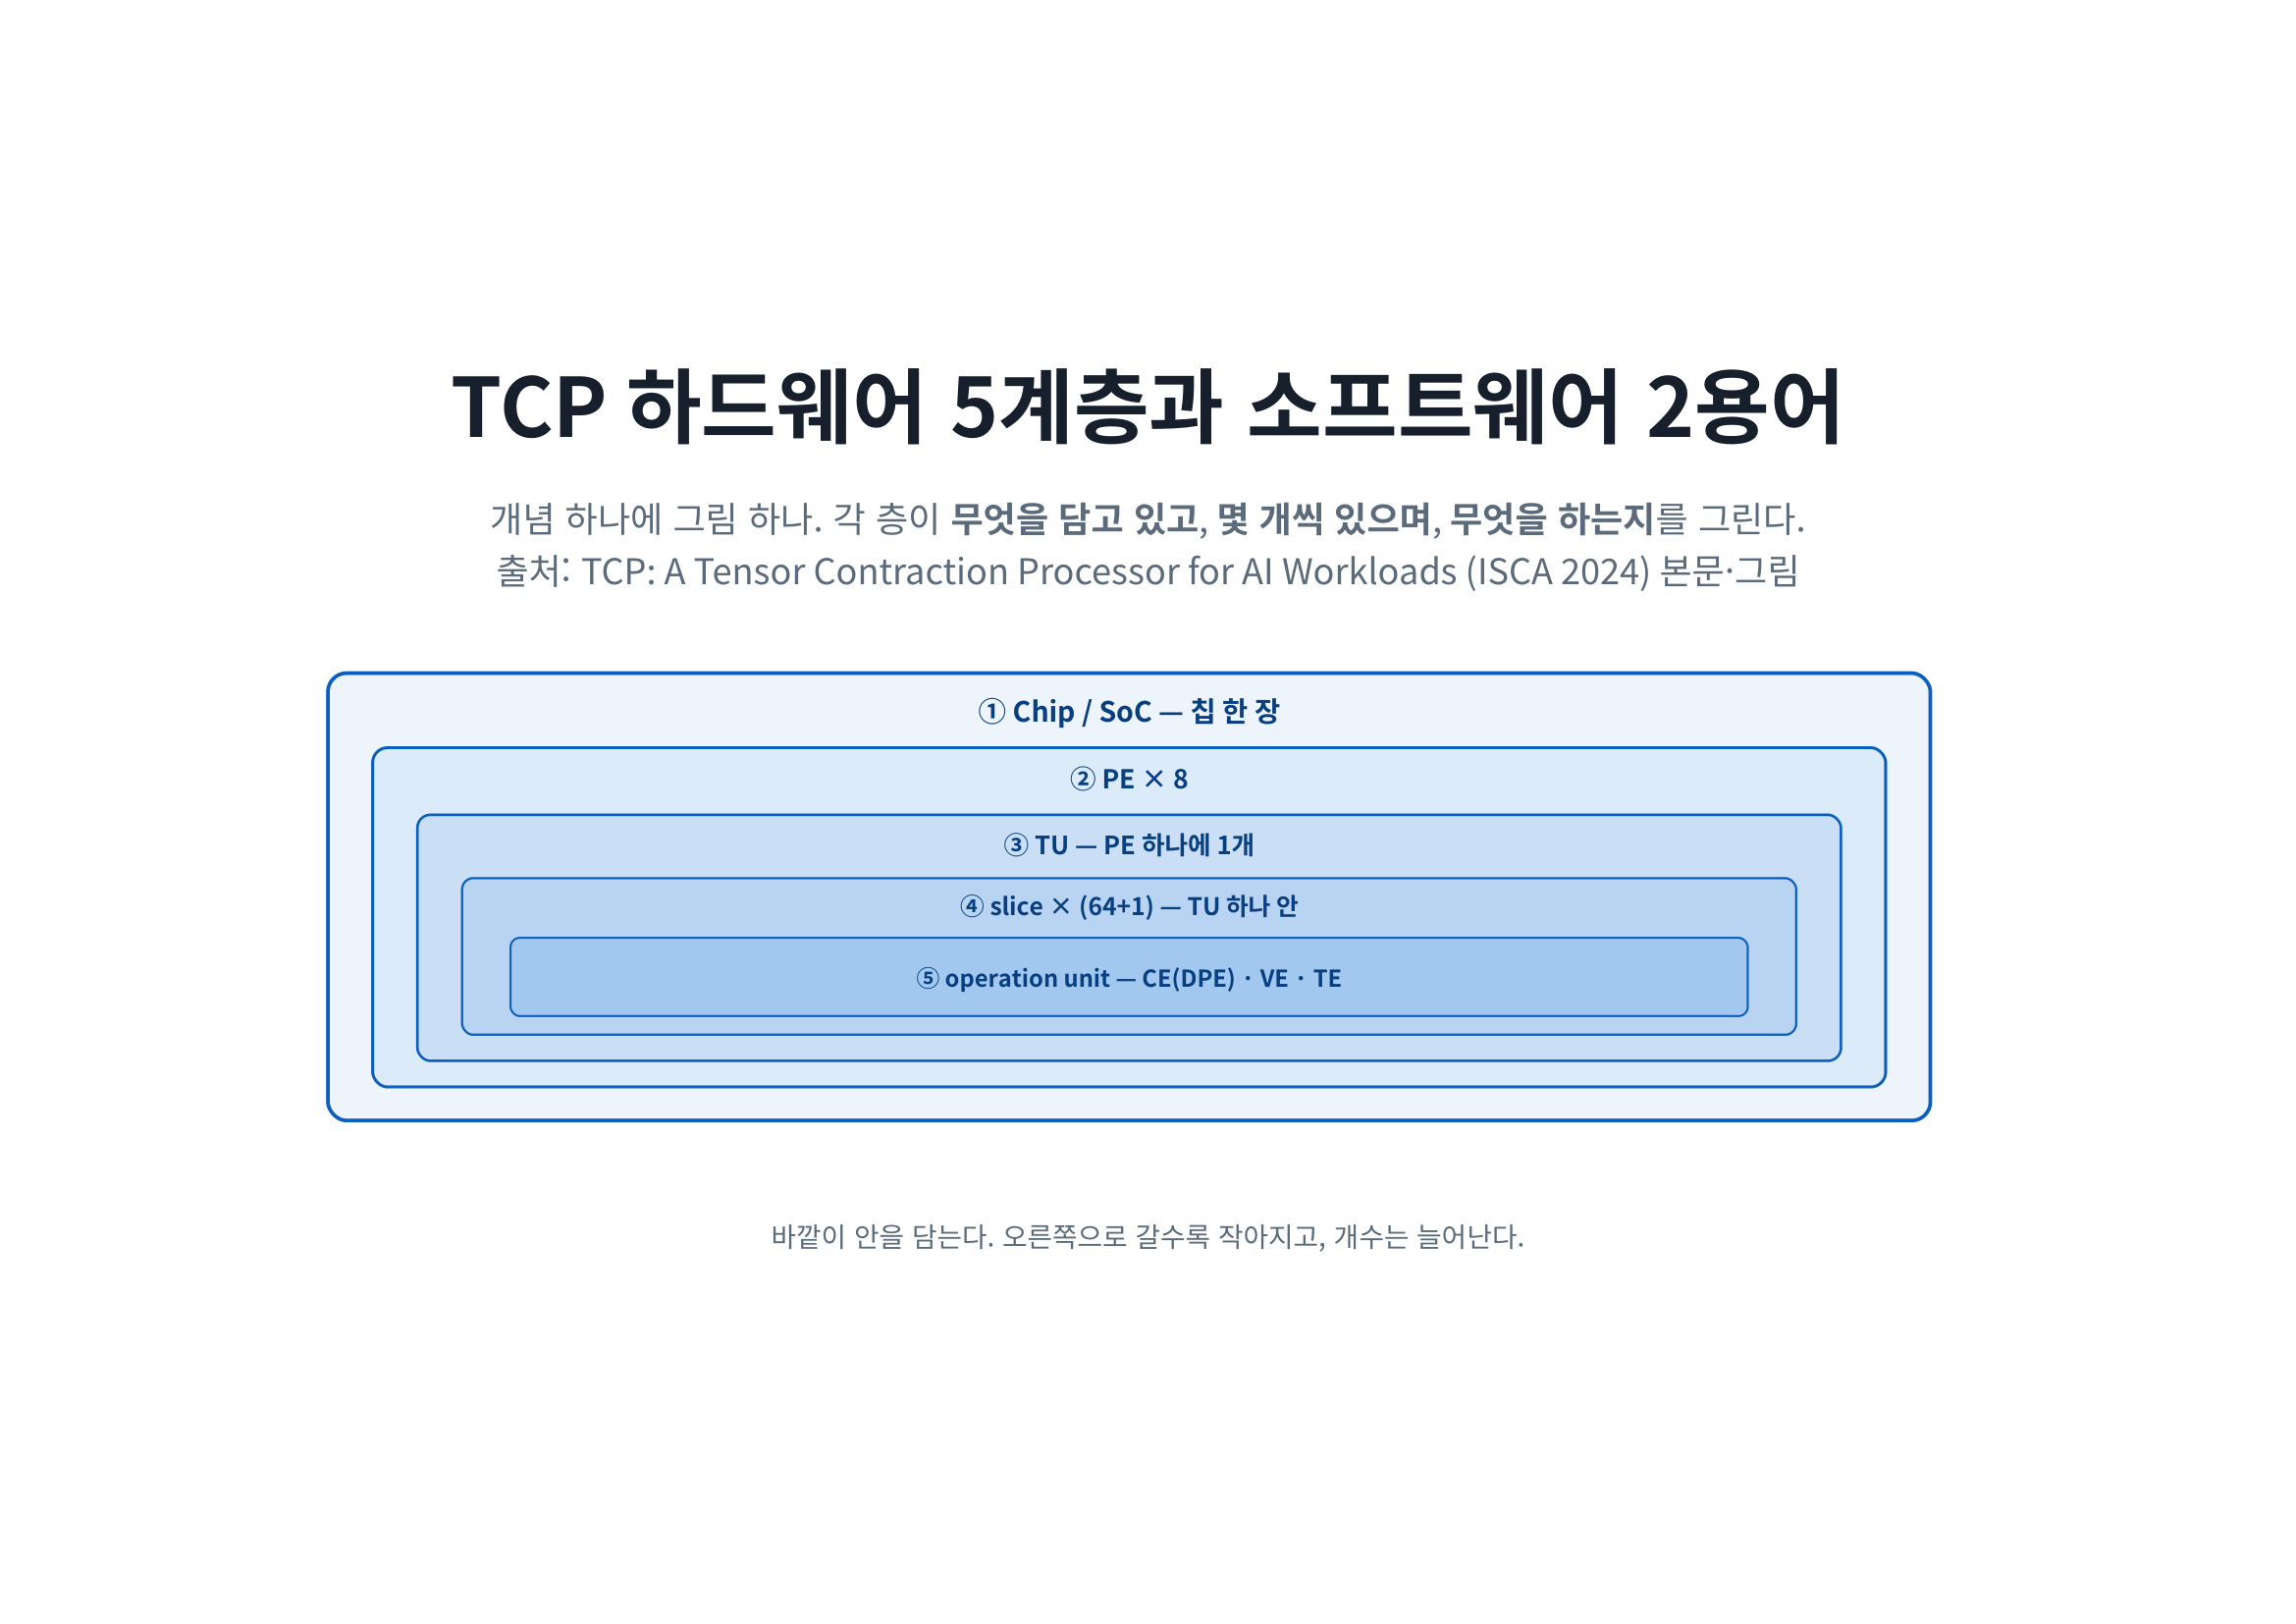 TCP 하드웨어 5계층과 소프트웨어 2용어
개념 하나에 그림 하나. 각 층이 무엇을 담고 있고, 몇 개씩 있으며, 무엇을 하는지를 그린다.
출처: TCP: A Tensor Contraction Processor for AI Workloads (ISCA 2024) 본문·그림
① Chip / SoC — 칩 한 장
② PE × 8
③ TU — PE 하나에 1개
④ slice × (64+1) — TU 하나 안
⑤ operation unit — CE(DPE) · VE · TE
바깥이 안을 담는다. 오른쪽으로 갈수록 작아지고, 개수는 늘어난다.